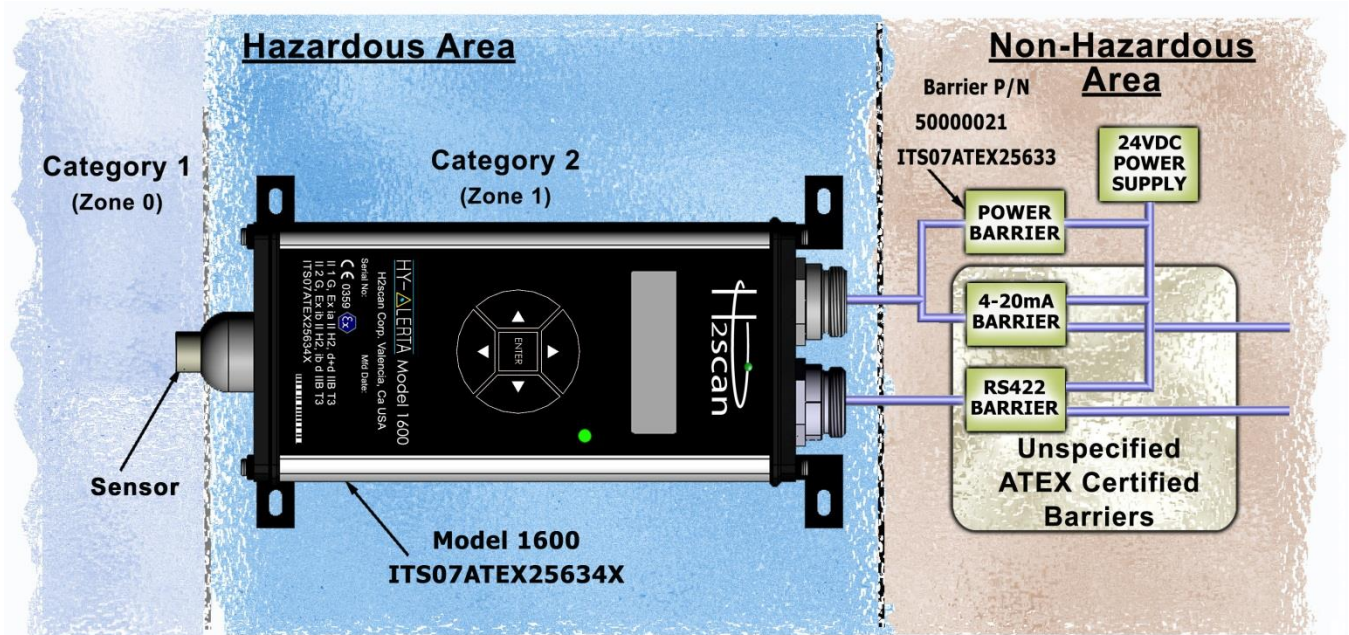 Hazardous Area
Non-Hazardous
Area
Barrier P/N
50000021
ITS07ATEX25633
24VDC
POWER
SUPPLY
Category 1
(Zone 0)
Category 2
(Zone 1)
POWER
BARRIER
4-20mA
BARRIER
RS422
BARRIER
Unspecified
ATEX Certified
Barriers
HY-ALERTA Model 1600
H2scan Corp. Valencia, Ca USA
Serial No: Mfd Date:
CE 0359 Ex
II 1 G, Ex ia II H2, d+d IIB T3
II 2 G, Ex ib II H2, ib d IIB T3
ITS07ATEX25634X
ENTER
H2scan
Sensor
Model 1600
ITS07ATEX25634X